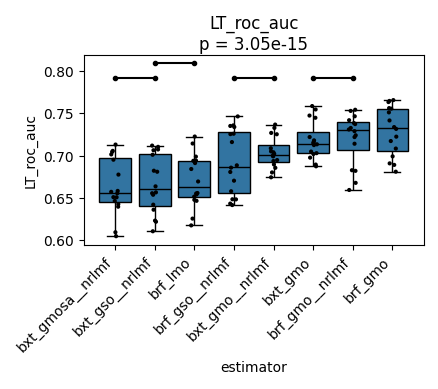 LT_roc_auc
p = 3.05e-15
LT_roc_auc
0.80
0.75
0.70
0.65
0.60
bxt_gmosa__nrlmf
bxt_gso__nrlmf
brf_lmo
brf_gso__nrlmf
bxt_gmo__nrlmf
bxt_gmo
brf_gmo__nrlmf
brf_gmo
estimator